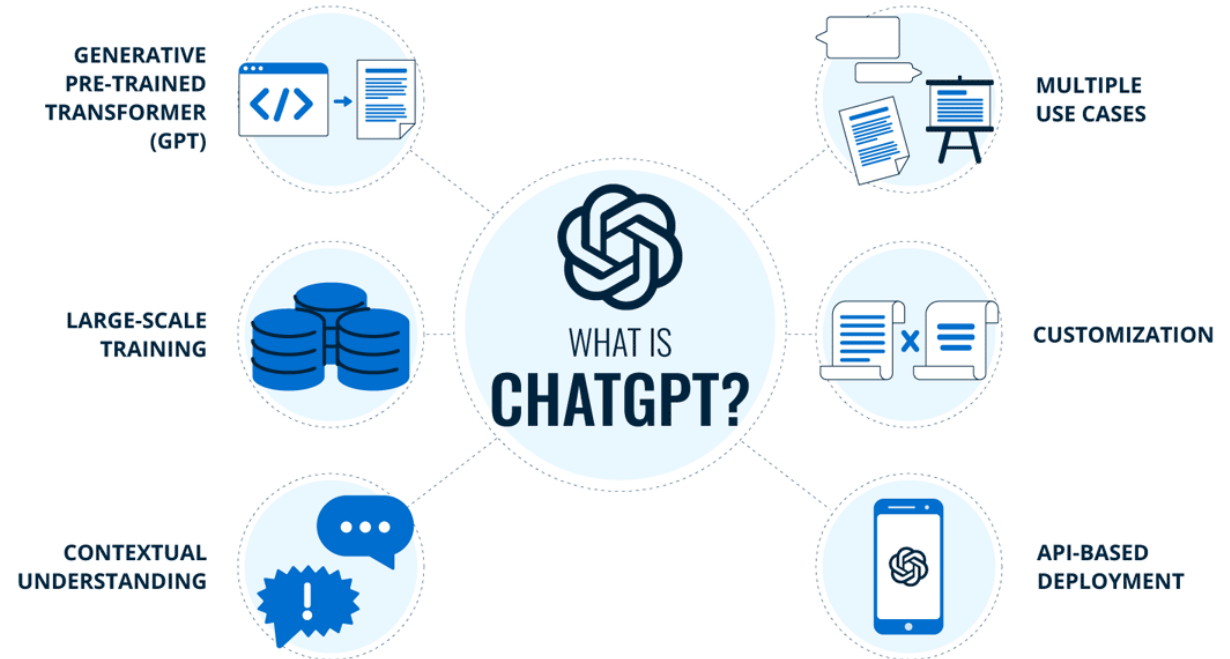 GENERATIVE
PRE-TRAINED
TRANSFORMER
(GPT)
LARGE-SCALE
TRAINING
CONTEXTUAL
UNDERSTANDING
WHAT IS
CHATGPT?
MULTIPLE
USE CASES
CUSTOMIZATION
API-BASED
DEPLOYMENT